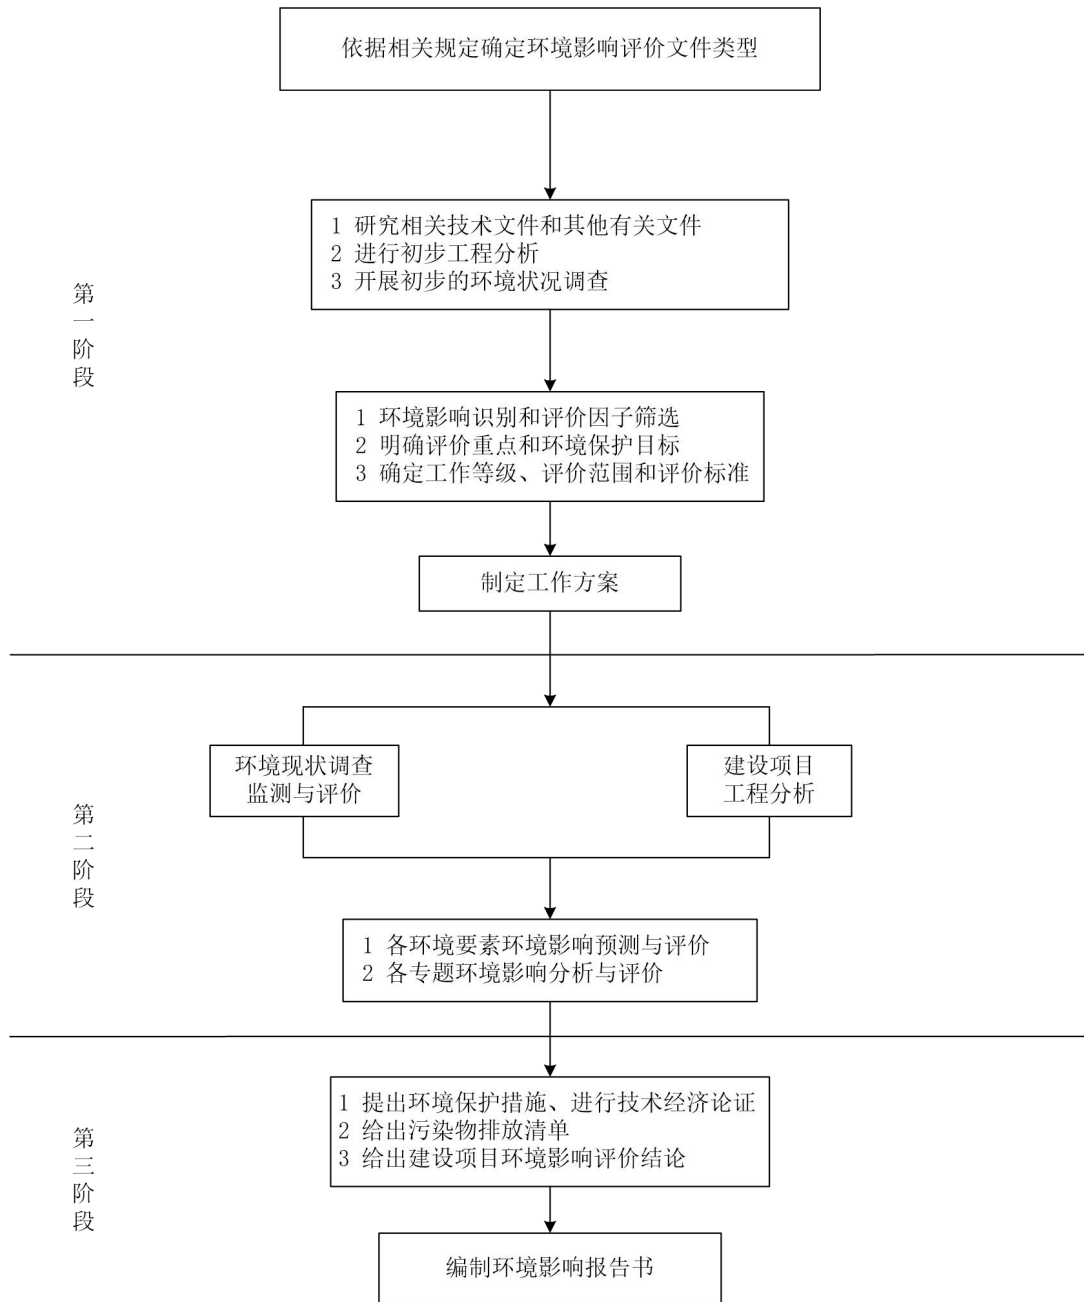 依据相关规定确定环境影响评价文件类型
1 研究相关技术文件和其他有关文件
2 进行初步工程分析
3 开展初步的环境状况调查
第一阶段
1 环境影响识别和评价因子筛选
2 明确评价重点和环境保护目标
3 确定工作等级、评价范围和评价标准
制定工作方案
环境现状调查
监测与评价
建设项目
工程分析
第二阶段
1 各环境要素环境影响预测与评价
2 各专题环境影响分析与评价
第三阶段
1 提出环境保护措施、进行技术经济论证
2 给出污染物排放清单
3 给出建设项目环境影响评价结论
编制环境影响报告书